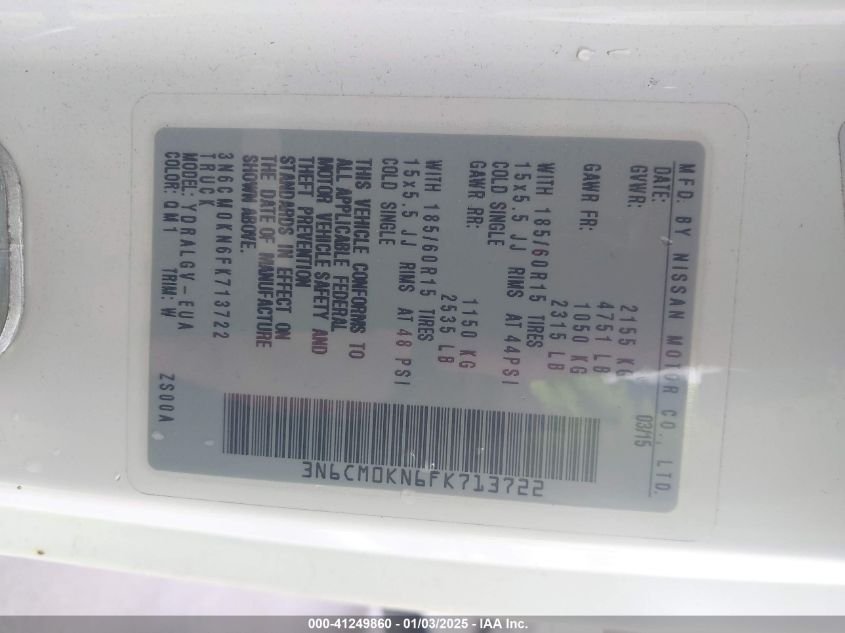 MFD. BY NISSAN MOTOR CO., LTD.
DATE: 03/15
GVWR: 2155 KG
4751 LB
GAWR FR: 1050 KG
2315 LB
WITH 185/60R15 TIRES
15x5.5 JJ RIMS AT 44PSI
COLD SINGLE
GAWR RR: 1150 KG
2535 LB
WITH 185/60R15 TIRES
15x5.5 JJ RIMS AT 48 PSI
COLD SINGLE
THIS VEHICLE CONFORMS TO
ALL APPLICABLE FEDERAL
MOTOR VEHICLE SAFETY AND
THEFT PREVENTION
STANDARDS IN EFFECT ON
THE DATE OF MANUFACTURE
SHOWN ABOVE.
3N6CM0KN6FK713722
TRUCK
MODEL: YDRALGV-EUA
COLOR: QM1 TRIM: W ZS00A
3N6CM0KN6FK713722
000-41249860 - 01/03/2025 - IAA Inc.